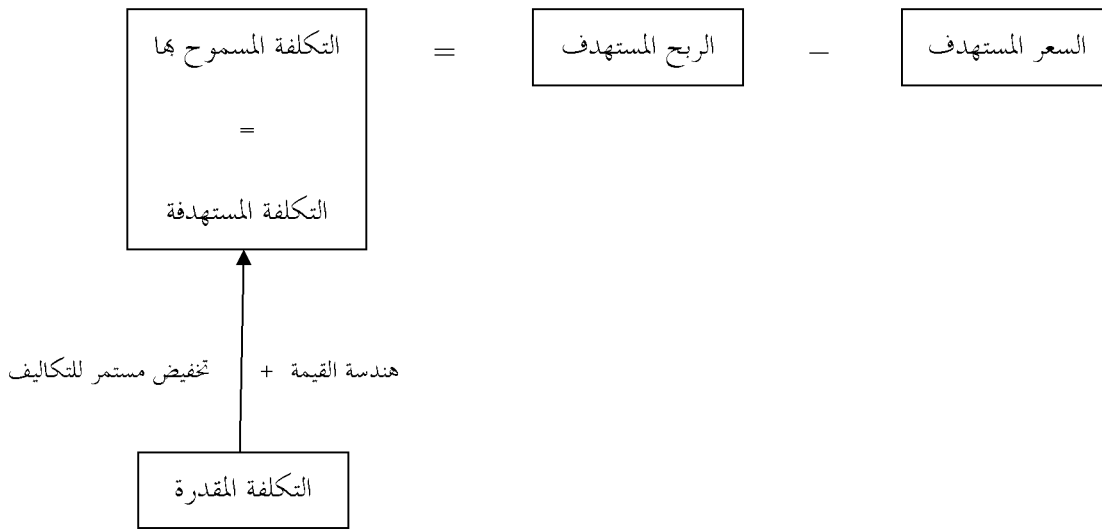 السعر المستهدف − الربح المستهدف = التكلفة المسموح بها
=
التكلفة المستهدفة
هندسة القيمة + تخفيض مستمر للتكاليف
التكلفة المقدرة